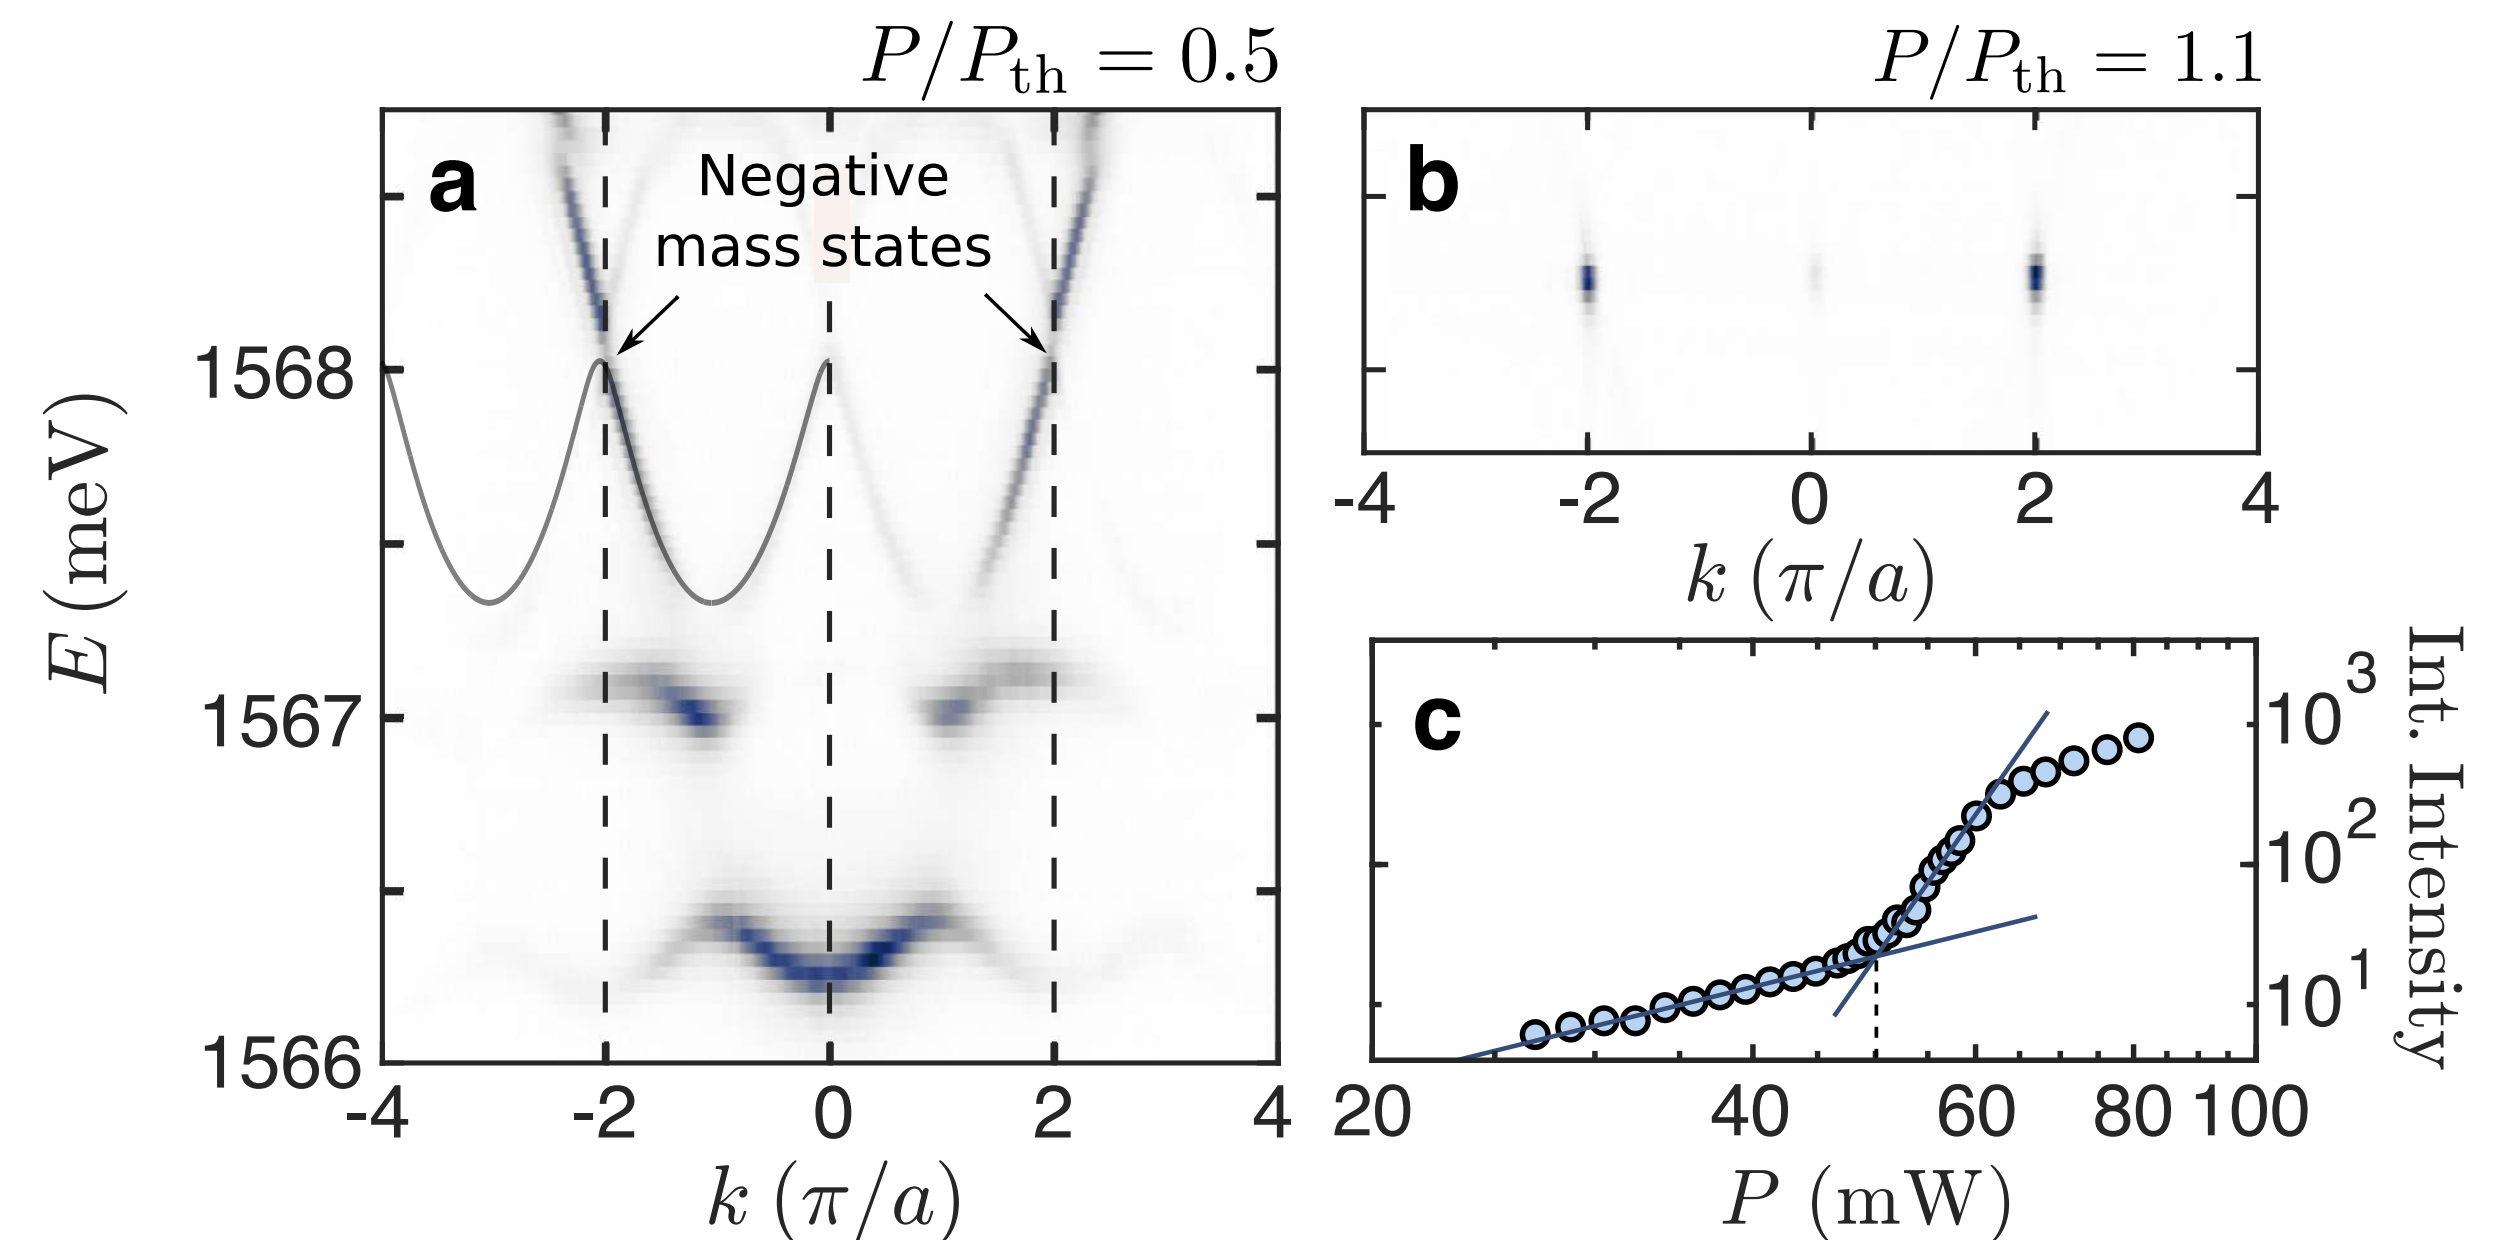 P/P_th = 0.5
P/P_th = 1.1
a
Negative
mass states
E (meV)
1568
1567
1566
-4 -2 0 2 4
k (π/a)
b
-4 -2 0 2 4
k (π/a)
c
Int. Intensity
10^3
10^2
10^1
20 40 60 80 100
P (mW)